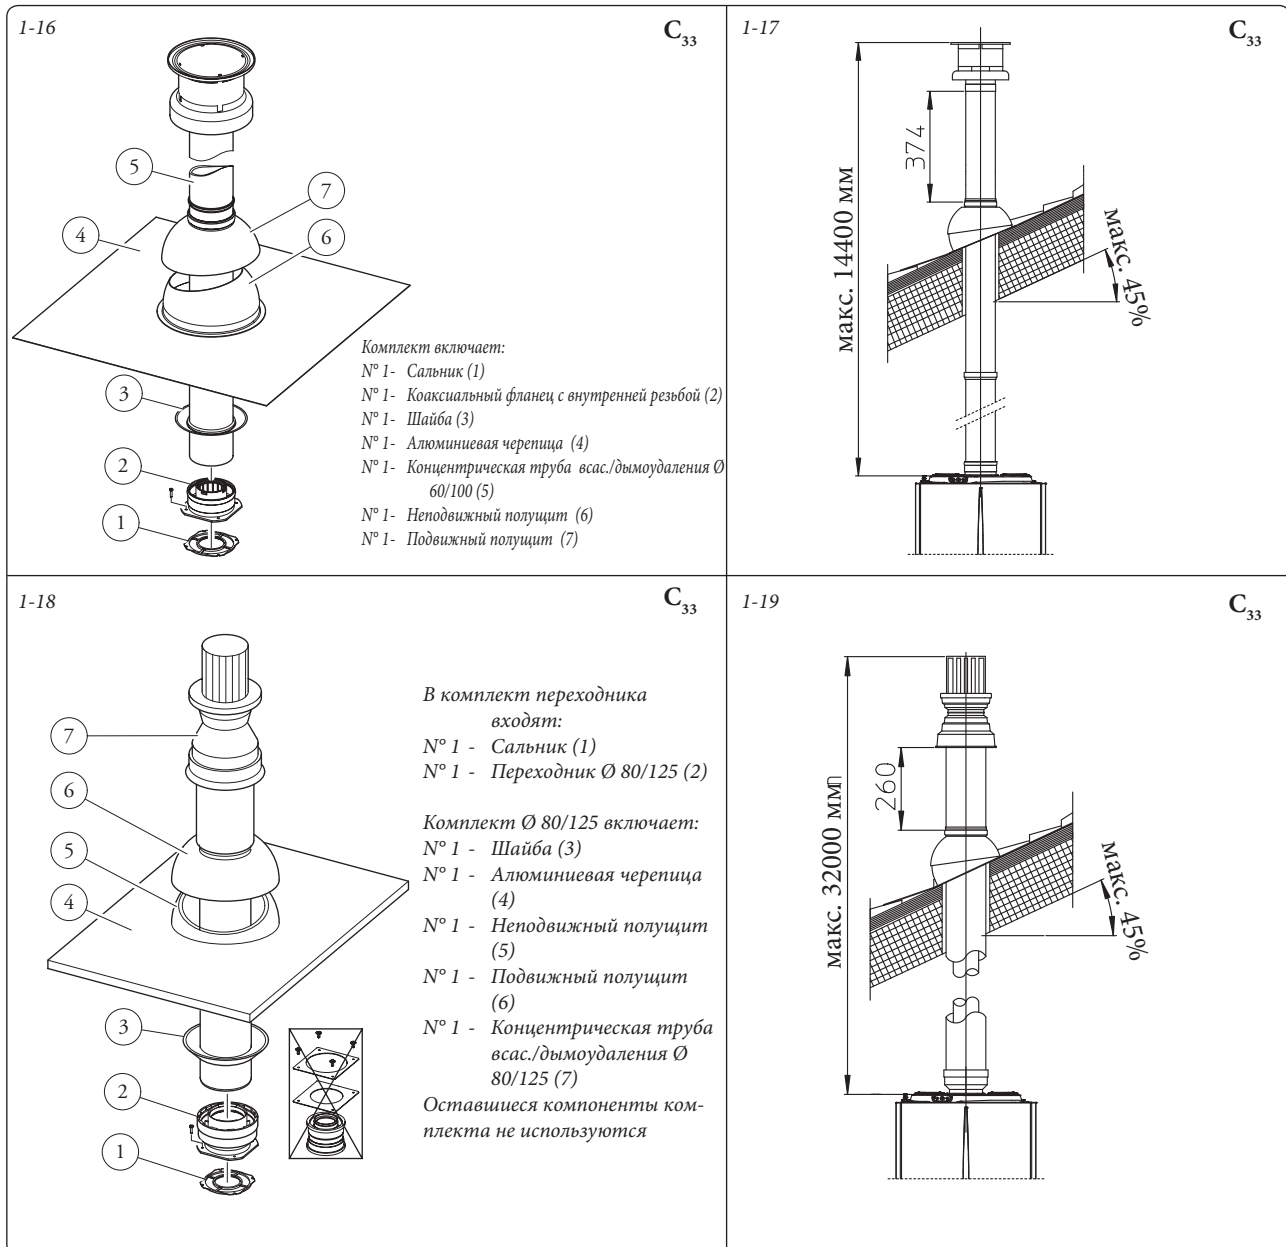 1-16
C33
5
7
4
6
3
2
1
Комплект включает:
N° 1- Сальник (1)
N° 1- Коаксиальный фланец с внутренней резьбой (2)
N° 1- Шайба (3)
N° 1- Алюминиевая черепица (4)
N° 1- Концентрическая труба всас./дымоудаления Ø
60/100 (5)
N° 1- Неподвижный полущит (6)
N° 1- Подвижный полущит (7)
1-17
C33
макс. 14400 мм
374
макс. 45%
1-18
C33
7
6
5
4
3
2
1
В комплект переходника
входят:
N° 1 - Сальник (1)
N° 1 - Переходник Ø 80/125 (2)
Комплект Ø 80/125 включает:
N° 1 - Шайба (3)
N° 1 - Алюминиевая черепица
(4)
N° 1 - Неподвижный полущит
(5)
N° 1 - Подвижный полущит
(6)
N° 1 - Концентрическая труба
всас./дымоудаления Ø
80/125 (7)
Оставшиеся компоненты ком-
плекта не используются
1-19
C33
макс. 32000 мм
260
макс. 45%